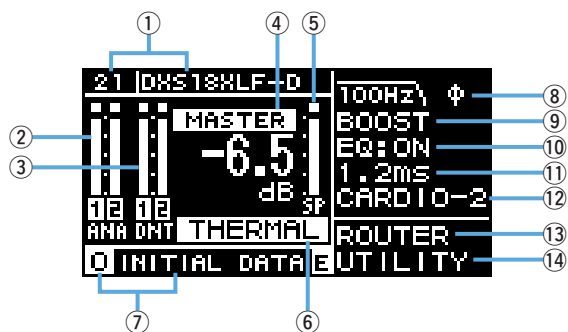 ① ④ ⑤
21 DXS18XLF-D
100Hz ϕ ⑧
② MASTER BOOST ⑨
③ -6.5 EQ:ON ⑩
dB 1.2ms ⑪
1 2 1 2 SP CARDIO-2 ⑫
ANA DNT THERMAL ROUTER ⑬
0 INITIAL DATA E UTILITY ⑭
⑦ ⑥